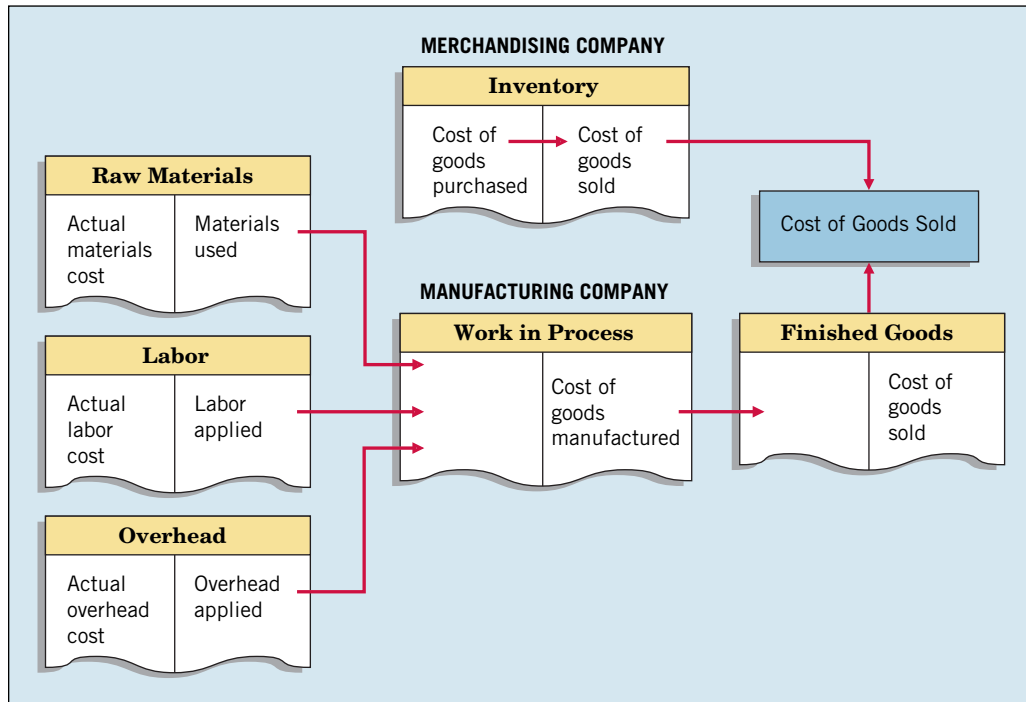 MERCHANDISING COMPANY
Inventory
Cost of
goods
purchased
Cost of
goods
sold
Raw Materials
Actual
materials
cost
Materials
used
Cost of Goods Sold
MANUFACTURING COMPANY
Labor
Actual
labor
cost
Labor
applied
Work in Process
Cost of
goods
manufactured
Finished Goods
Cost of
goods
sold
Overhead
Actual
overhead
cost
Overhead
applied